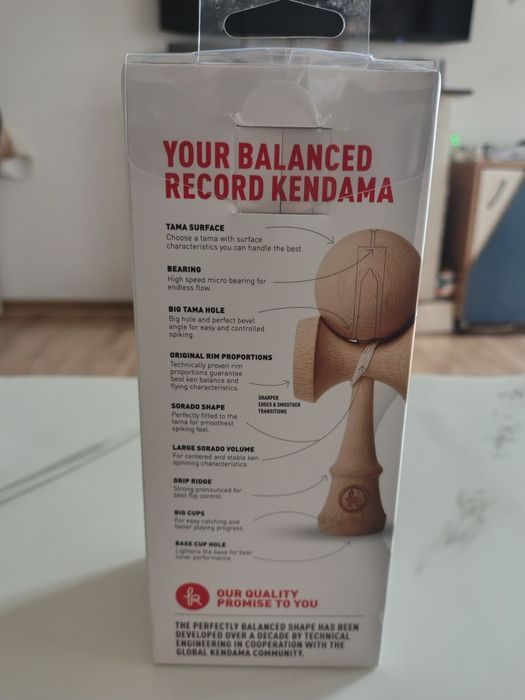 YOUR BALANCED
RECORD KENDAMA
TAMA SURFACE
Choose a tama with surface
characteristics you can handle the best.
BEARING
High speed micro bearing for
endless flow.
BIG TAMA HOLE
Big hole and perfect bevel
angle for easy and controlled
spiking.
ORIGINAL RIM PROPORTIONS
Technically proven rim
proportions guarantee
best ken balance and
flying characteristics.
SHARPER
EDGES & SMOOTHER
TRANSITIONS
SORADO SHAPE
Perfectly fitted to the
tama for smoothest
spiking feel.
LARGE SORADO VOLUME
For centered and stable ken
spinning characteristics.
GRIP RIDGE
Strong pronounced for
best flip control.
BIG CUPS
For easy catching and
faster playing progress.
BASE CUP HOLE
Lightens the base for best
lunar performance.
OUR QUALITY
PROMISE TO YOU
THE PERFECTLY BALANCED SHAPE HAS BEEN
DEVELOPED OVER A DECADE BY TECHNICAL
ENGINEERING IN COOPERATION WITH THE
GLOBAL KENDAMA COMMUNITY.